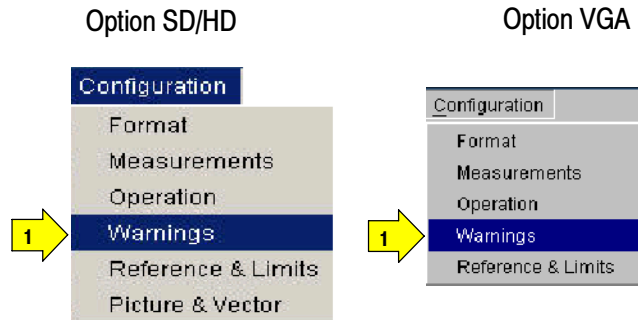 Option SD/HD
Configuration
Format
Measurements
Operation
1 Warnings
Reference & Limits
Picture & Vector
Option VGA
Configuration
Format
Measurements
Operation
1 Warnings
Reference & Limits